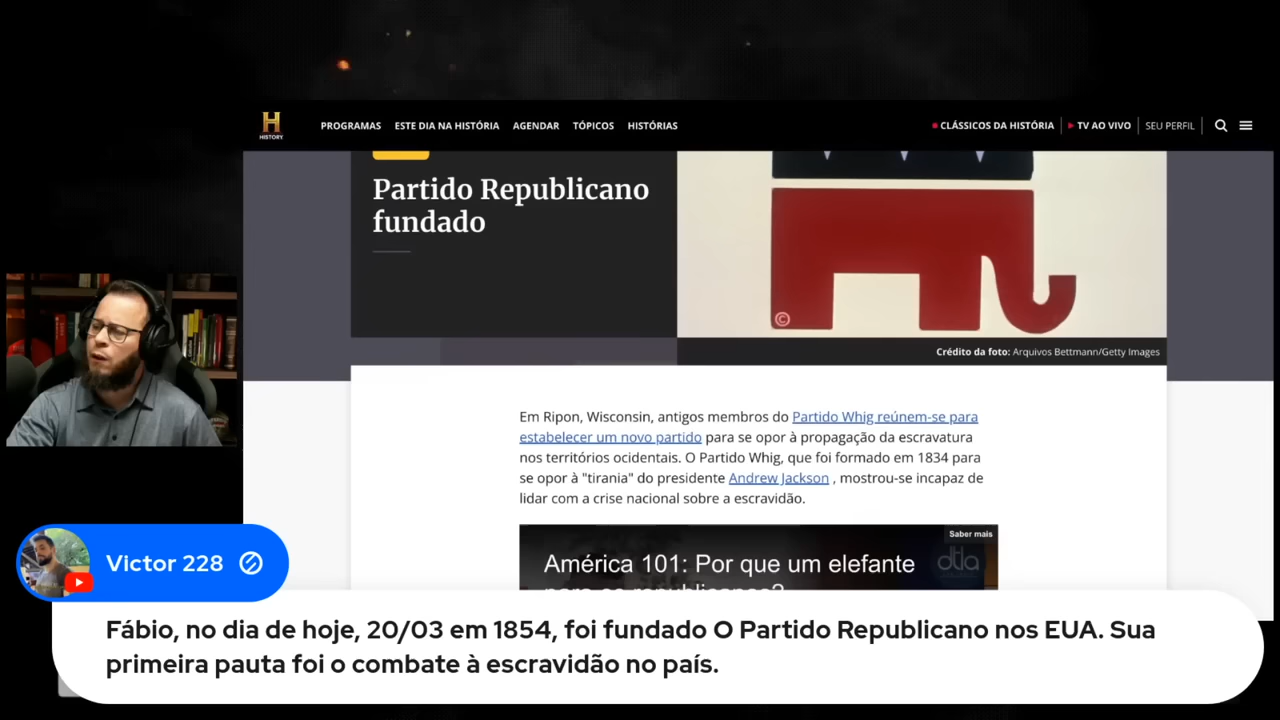 H
HISTORY
PROGRAMAS ESTE DIA NA HISTÓRIA AGENDAR TÓPICOS HISTÓRIAS
CLÁSSICOS DA HISTÓRIA TV AO VIVO SEU PERFIL
Partido Republicano
fundado
©
Crédito da foto: Arquivos Bettmann/Getty Images
Em Ripon, Wisconsin, antigos membros do Partido Whig reúnem-se para
estabelecer um novo partido para se opor à propagação da escravatura
nos territórios ocidentais. O Partido Whig, que foi formado em 1834 para
se opor à "tirania" do presidente Andrew Jackson , mostrou-se incapaz de
lidar com a crise nacional sobre a escravidão.
Saber mais
dtla
América 101: Por que um elefante
para os republicanos?
Victor 228
Fábio, no dia de hoje, 20/03 em 1854, foi fundado O Partido Republicano nos EUA. Sua
primeira pauta foi o combate à escravidão no país.